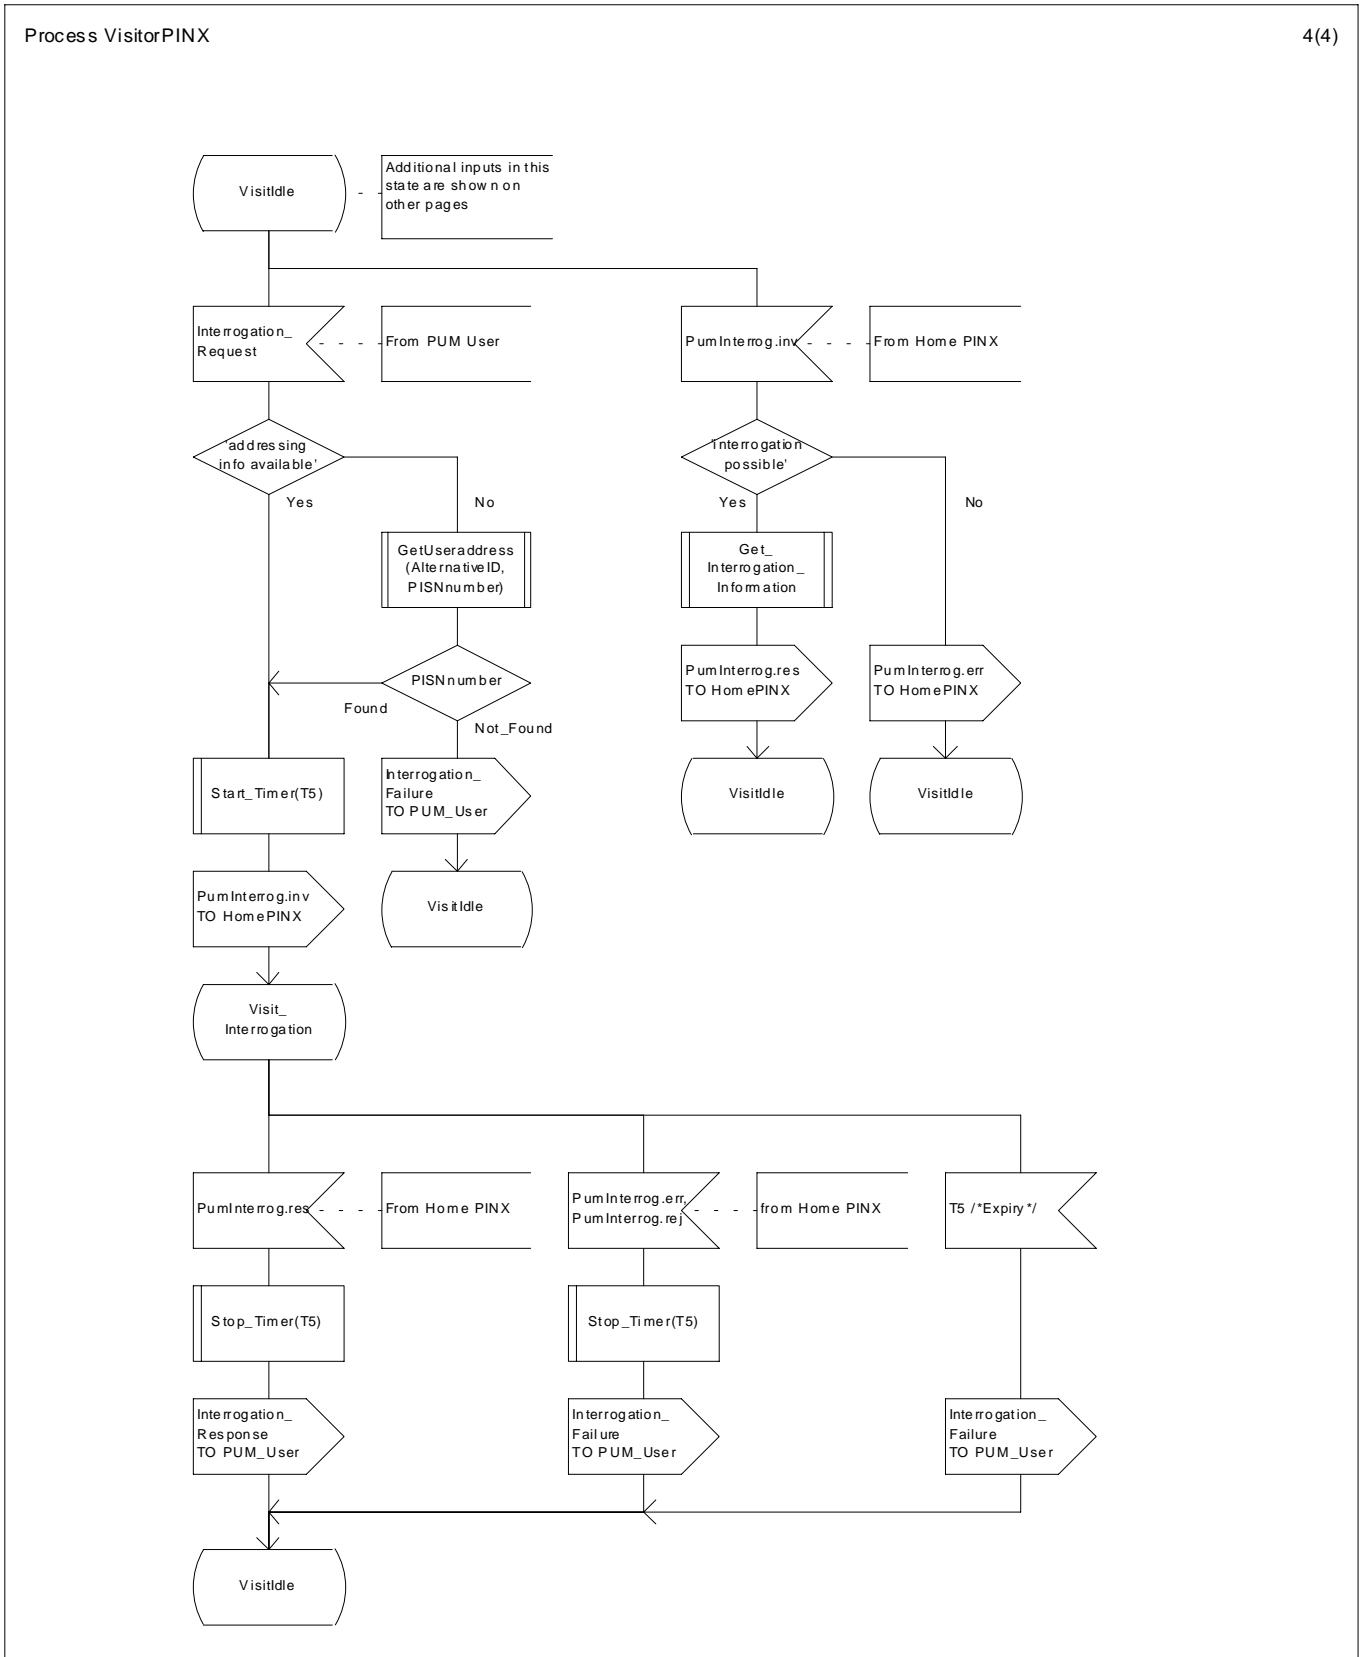 Process VisitorPINX
4(4)
VisitIdle
Additional inputs in this
state are shown on
other pages
Interrogation_
Request
From PUM User
PumInterrog.inv
From Home PINX
'addressing
info available'
'interrogation
possible'
Yes
No
Yes
No
GetUseraddress
(AlternativeID,
PISNnumber)
Get_
Interrogation_
Information
PISNnumber
PumInterrog.res
TO HomePINX
PumInterrog.err
TO HomePINX
Found
Not_Found
Start_Timer(T5)
Interrogation_
Failure
TO PUM_User
VisitIdle
VisitIdle
PumInterrog.inv
TO HomePINX
VisitIdle
Visit_
Interrogation
PumInterrog.res
From Home PINX
PumInterrog.err,
PumInterrog.rej
from Home PINX
T5 /*Expiry*/
Stop_Timer(T5)
Stop_Timer(T5)
Interrogation_
Response
TO PUM_User
Interrogation_
Failure
TO PUM_User
Interrogation_
Failure
TO PUM_User
VisitIdle